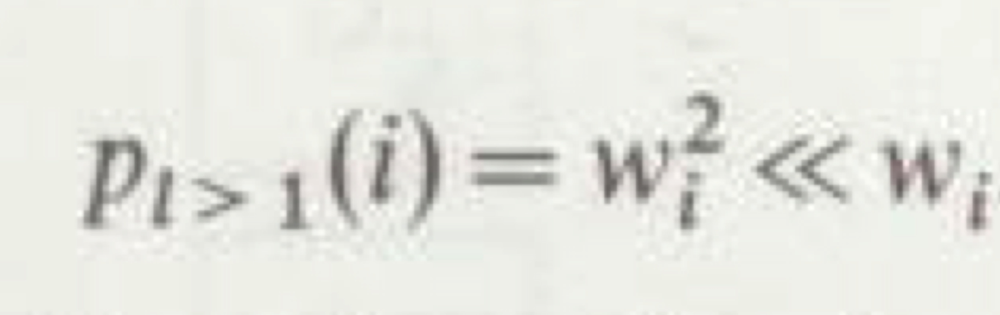 p_{I> 1}(i) = w_i^2 ≪ w_i